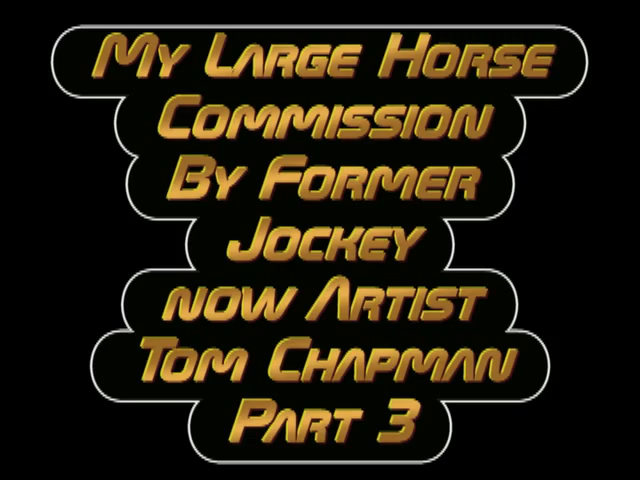 My Large Horse
Commission
By Former
Jockey
now Artist
Tom Chapman
Part 3